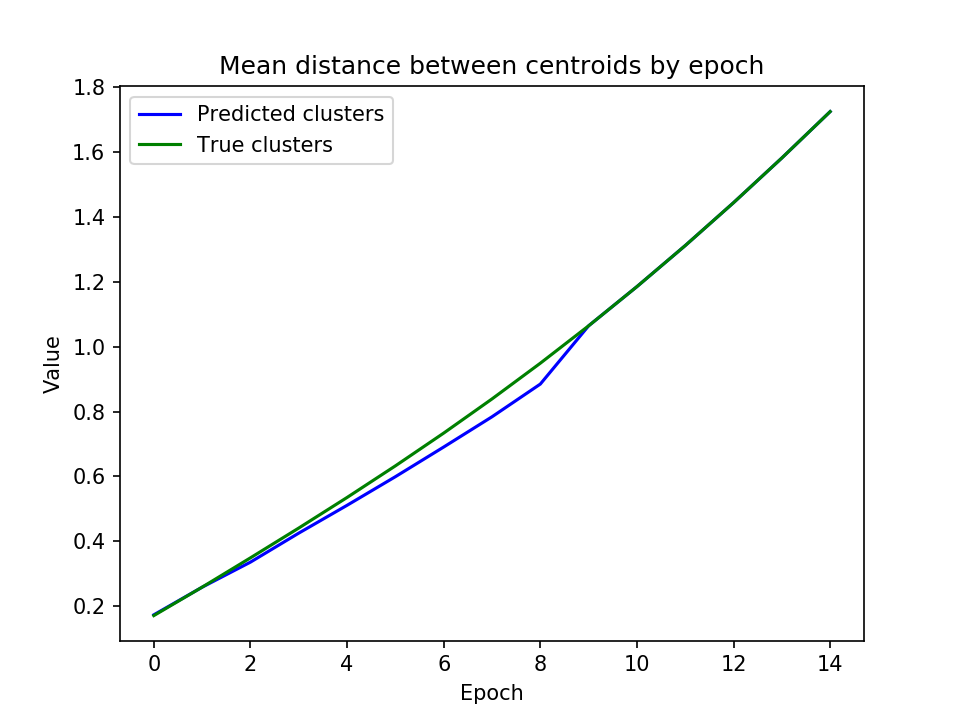 Mean distance between centroids by epoch
Predicted clusters
True clusters
Value
1.8
1.6
1.4
1.2
1.0
0.8
0.6
0.4
0.2
0 2 4 6 8 10 12 14
Epoch